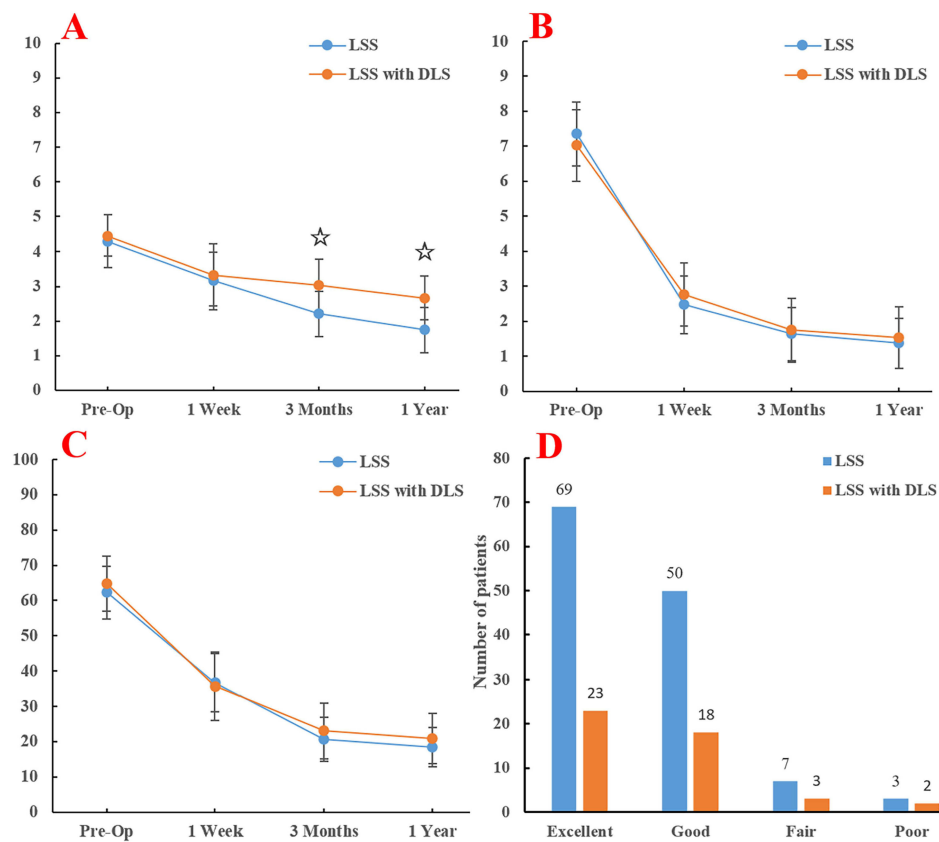 A
LSS
LSS with DLS
10
9
8
7
6
5
4
3
2
1
0
Pre-Op 1 Week 3 Months 1 Year
B
LSS
LSS with DLS
10
9
8
7
6
5
4
3
2
1
0
Pre-Op 1 Week 3 Months 1 Year
C
LSS
LSS with DLS
100
90
80
70
60
50
40
30
20
10
0
Pre-Op 1 Week 3 Months 1 Year
D
LSS
LSS with DLS
Number of patients
80
70
60
50
40
30
20
10
0
69
23
50
18
7
3
3
2
Excellent Good Fair Poor